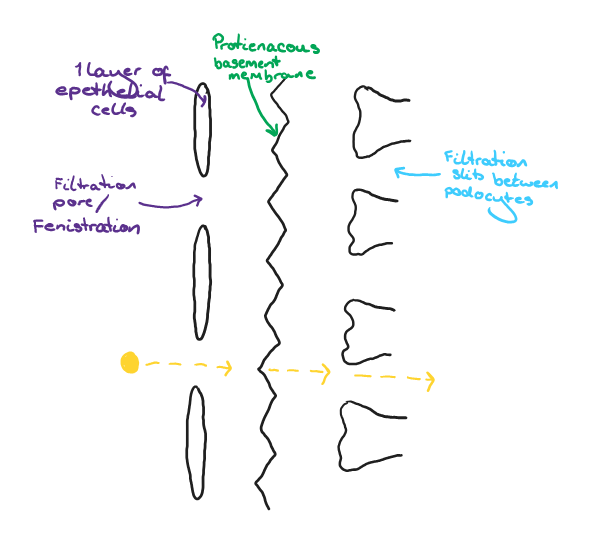 1 layer of
epethelial
cells
Protienacous
basement
membrane
Filtration
pore/
Fenistration
Filtration
slits between
podocytes